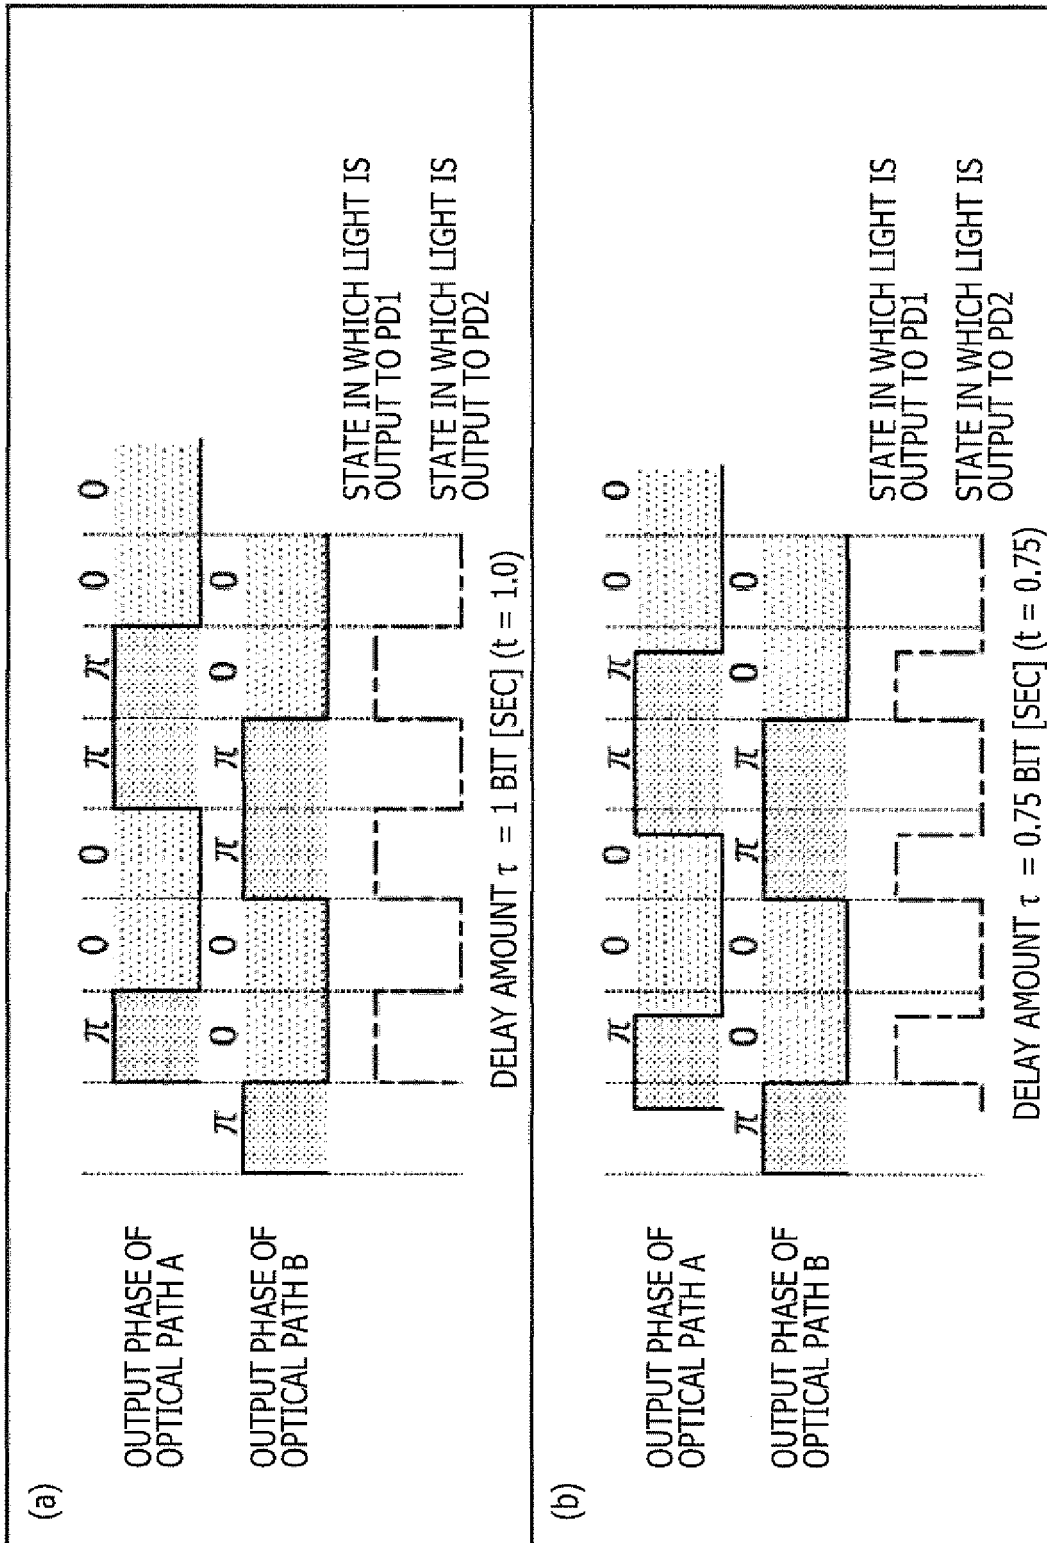 (a)
OUTPUT PHASE OF
OPTICAL PATH A
π 0 0 π π 0 0
OUTPUT PHASE OF
OPTICAL PATH B
π 0 0 π π 0 0
STATE IN WHICH LIGHT IS
OUTPUT TO PD1
STATE IN WHICH LIGHT IS
OUTPUT TO PD2
DELAY AMOUNT τ = 1 BIT [SEC] (t = 1.0)
(b)
OUTPUT PHASE OF
OPTICAL PATH A
π 0 0 π π 0 0
OUTPUT PHASE OF
OPTICAL PATH B
π 0 0 π π 0 0
STATE IN WHICH LIGHT IS
OUTPUT TO PD1
STATE IN WHICH LIGHT IS
OUTPUT TO PD2
DELAY AMOUNT τ = 0.75 BIT [SEC] (t = 0.75)